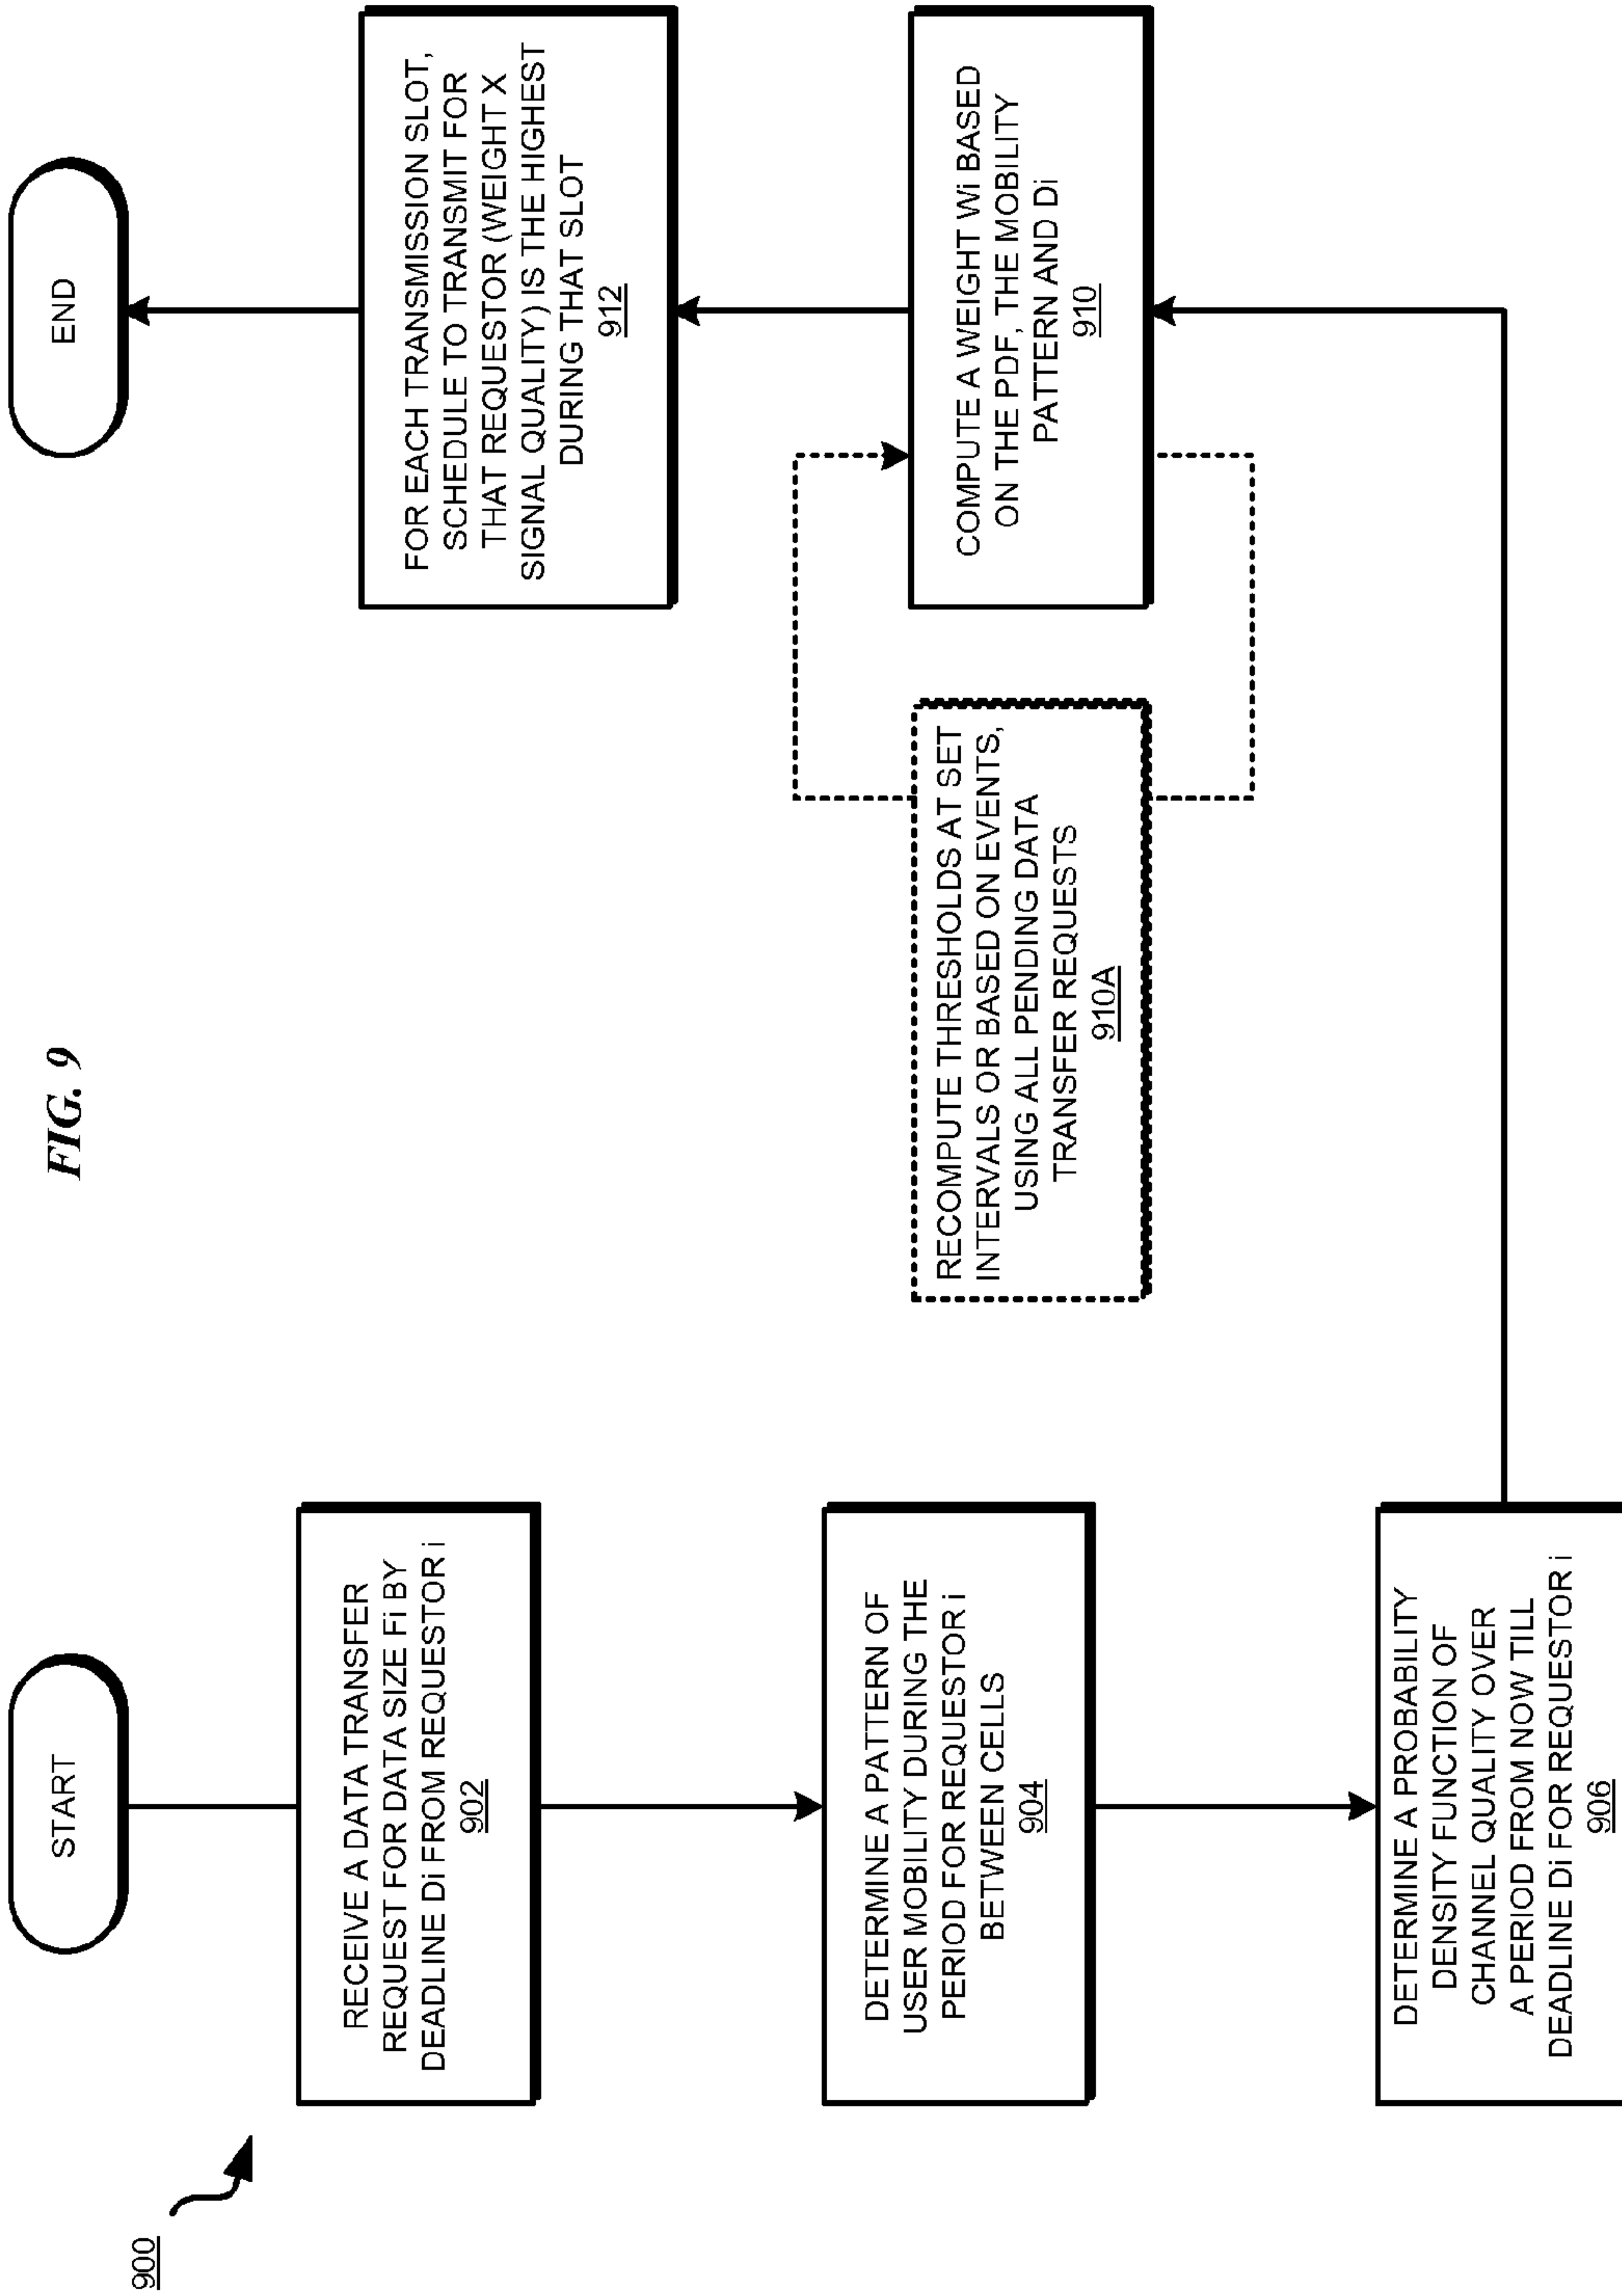 FIG. 9
900
START
RECEIVE A DATA TRANSFER
REQUEST FOR DATA SIZE Fi BY
DEADLINE Di FROM REQUESTOR i
902
DETERMINE A PATTERN OF
USER MOBILITY DURING THE
PERIOD FOR REQUESTOR i
BETWEEN CELLS
904
DETERMINE A PROBABILITY
DENSITY FUNCTION OF
CHANNEL QUALITY OVER
A PERIOD FROM NOW TILL
DEADLINE Di FOR REQUESTOR i
906
RECOMPUTE THRESHOLDS AT SET
INTERVALS OR BASED ON EVENTS,
USING ALL PENDING DATA
TRANSFER REQUESTS
910A
COMPUTE A WEIGHT Wi BASED
ON THE PDF, THE MOBILITY
PATTERN AND Di
910
FOR EACH TRANSMISSION SLOT,
SCHEDULE TO TRANSMIT FOR
THAT REQUESTOR (WEIGHT X
SIGNAL QUALITY) IS THE HIGHEST
DURING THAT SLOT
912
END